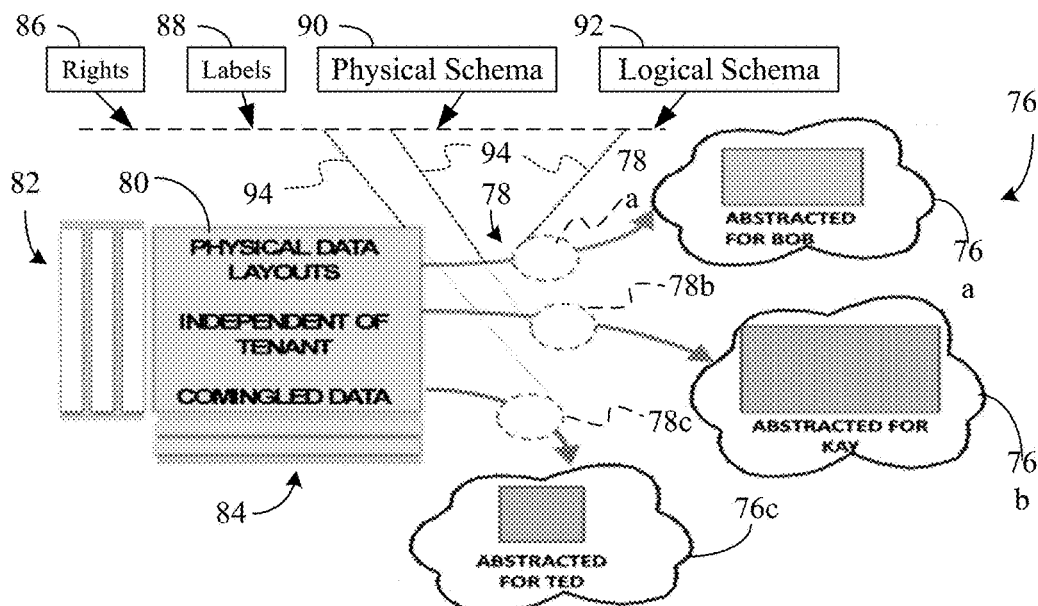 86
88
90
92
Rights
Labels
Physical Schema
Logical Schema
76
94
94
78
82
80
78
a
PHYSICAL DATA
LAYOUTS
INDEPENDENT OF
TENANT
COMINGLED DATA
ABSTRACTED
FOR BOB
76
a
78b
78c
ABSTRACTED FOR
KAY
76
b
84
76c
ABSTRACTED
FOR TED